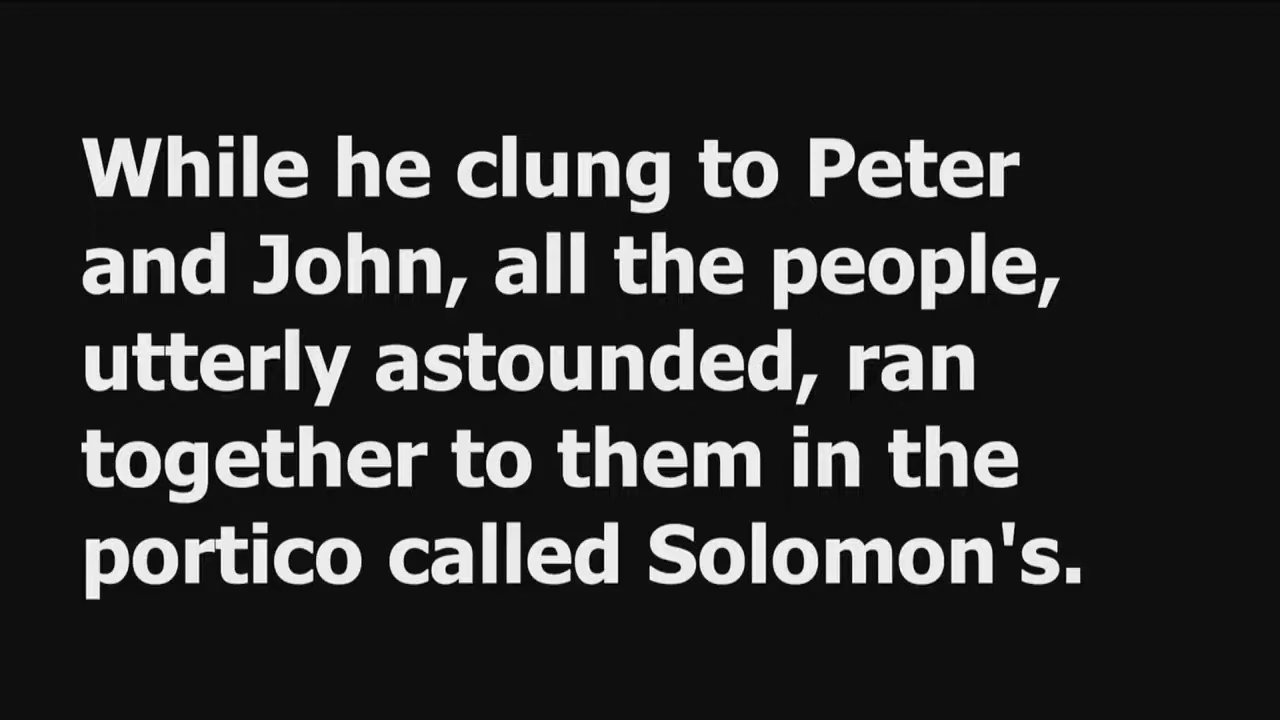 While he clung to Peter
and John, all the people,
utterly astounded, ran
together to them in the
portico called Solomon's.